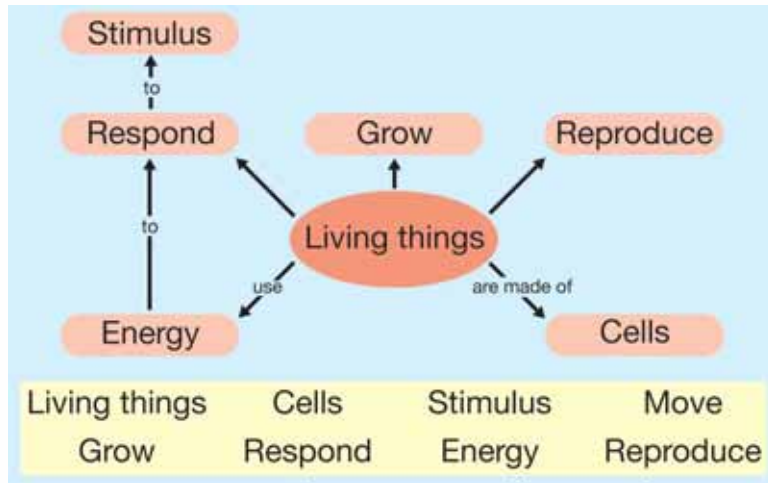 Stimulus
to
Respond
Grow
Reproduce
to
Living things
use
are made of
Energy
Cells
Living things Cells Stimulus Move
Grow Respond Energy Reproduce